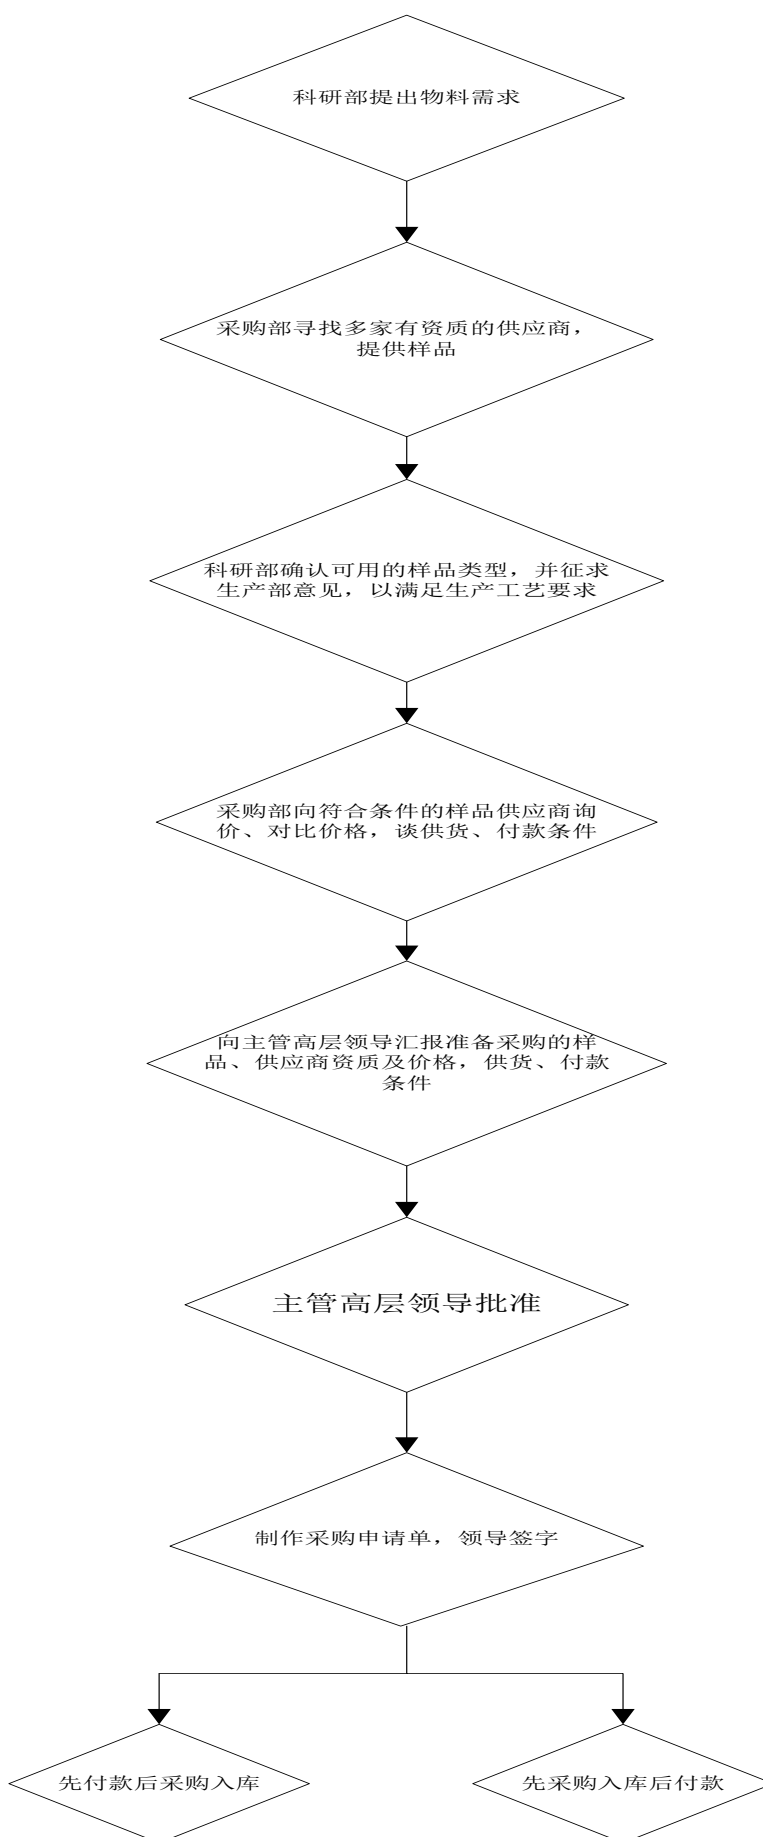 科研部提出物料需求
采购部寻找多家有资质的供应商，
提供样品
科研部确认可用的样品类型，并征求
生产部意见，以满足生产工艺要求
采购部向符合条件的样品供应商询
价、对比价格，谈供货、付款条件
向主管高层领导汇报准备采购的样
品、供应商资质及价格，供货、付款
条件
主管高层领导批准
制作采购申请单，领导签字
先付款后采购入库
先采购入库后付款